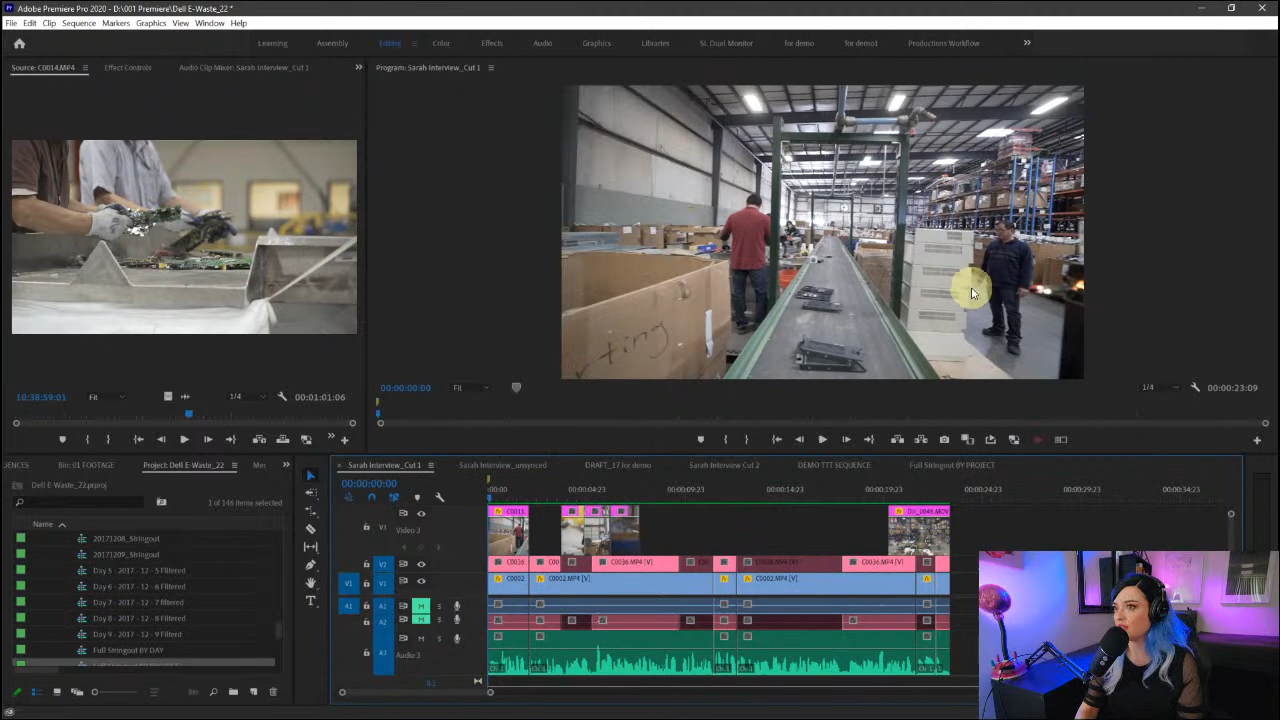 Adobe Premiere Pro 2020 - D:\001 Premiere\Dell E-Waste_22 *
File Edit Clip Sequence Markers Graphics View Window Help
Learning Assembly Editing Color Effects Audio Graphics Libraries SL Dual Monitor for demo for demo1 Productions Workflow
Source: C0014.MP4 Effect Controls Audio Clip Mixer: Sarah Interview_Cut 1
Program: Sarah Interview_Cut 1
ting
10:38:59:01 Fit 1/4 00:01:01:06
00:00:00:00 Fit 1/4 00:00:23:09
Bin: 01 FOOTAGE Project: Dell E-Waste_22
Sarah Interview_Cut 1 Sarah Interview_unsynced DRAFT_17 for demo Sarah Interview Cut 2 DEMO TTT SEQUENCE Full Stringout BY PROJECT
Dell E-Waste_22.prproj
00:00:00:00
:00:00 00:00:04:23 00:00:09:23 00:00:14:23 00:00:19:23 00:00:24:23 00:00:29:23 00:00:34:23
1 of 146 items selected
Name
20171208_Stringout
20171209_Stringout
Day 5 - 2017 - 12 - 5 Filtered
Day 6 - 2017 - 12 - 6 Filtered
Day 7 - 2017 - 12 - 7 filtered
Day 8 - 2017 - 12 - 8 Filtered
Day 9 - 2017 - 12 - 9 Filterd
Full Stringout BY DAY
C0011.
V3 Video 3
V2 C0036. C00 C0036.MP4 [V] C0036.MP4 [V] C0036.MP4 [V]
V1 V1 C0002 C0002.MP4 [V] C0002.MP4 [V]
A1 A1 M S
A2 M S
A3 M S
Audio 3